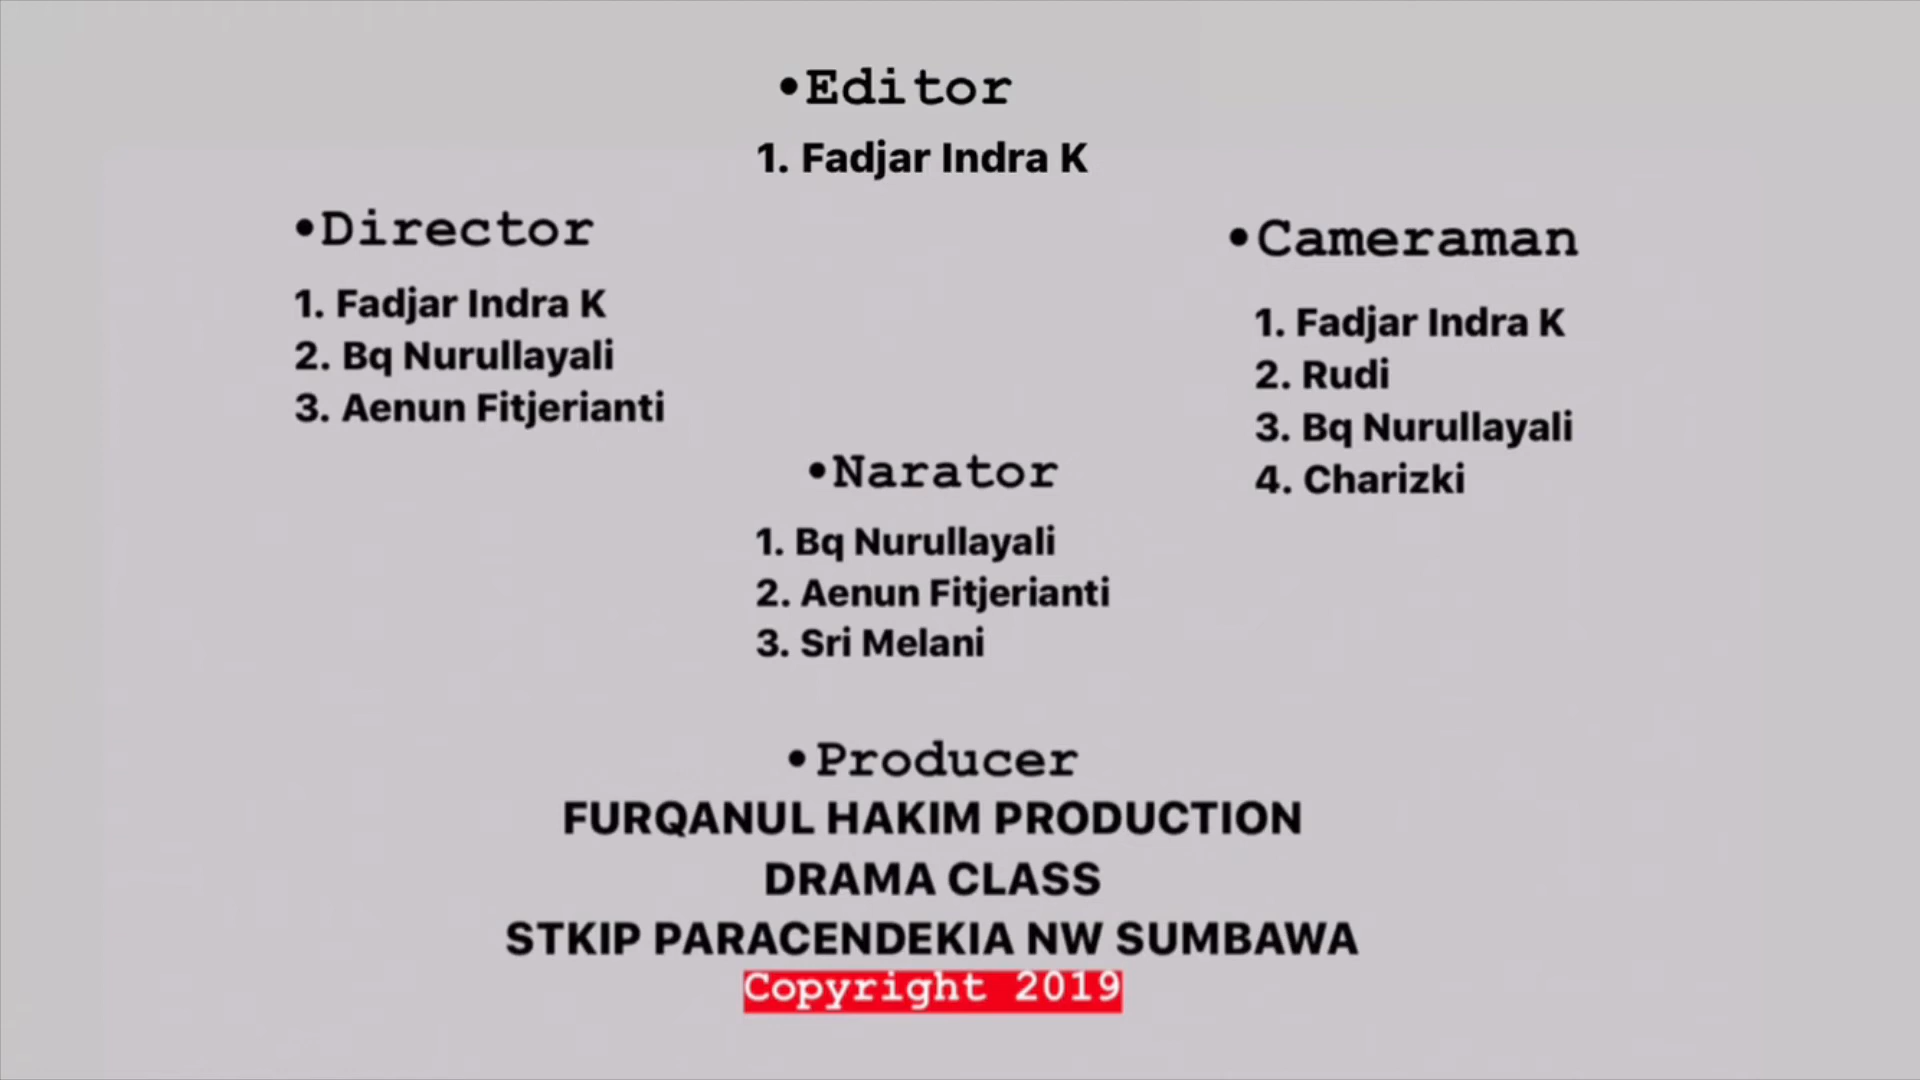 •Editor
1. Fadjar Indra K
•Director
1. Fadjar Indra K
2. Bq Nurullayali
3. Aenun Fitjerianti
•Cameraman
1. Fadjar Indra K
2. Rudi
3. Bq Nurullayali
4. Charizki
•Narator
1. Bq Nurullayali
2. Aenun Fitjerianti
3. Sri Melani
•Producer
FURQANUL HAKIM PRODUCTION
DRAMA CLASS
STKIP PARACENDEKIA NW SUMBAWA
Copyright 2019